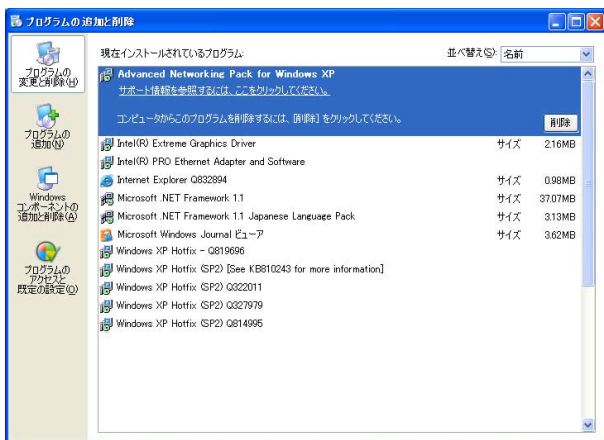 プログラムの追加と削除
プログラムの
変更と削除(H)
プログラムの
追加(N)
Windows
コンポーネントの
追加と削除(A)
プログラムの
アクセスと
既定の設定(O)
現在インストールされているプログラム:
並べ替え(S): 名前
Advanced Networking Pack for Windows XP
サポート情報を参照するには、ここをクリックしてください。
コンピュータからこのプログラムを削除するには、[削除] をクリックしてください。
削除
Intel(R) Extreme Graphics Driver サイズ 2.16MB
Intel(R) PRO Ethernet Adapter and Software
Internet Explorer Q832894 サイズ 0.98MB
Microsoft .NET Framework 1.1 サイズ 37.07MB
Microsoft .NET Framework 1.1 Japanese Language Pack サイズ 3.13MB
Microsoft Windows Journal ビューア サイズ 3.62MB
Windows XP Hotfix - Q819696
Windows XP Hotfix (SP2) [See KB810243 for more information]
Windows XP Hotfix (SP2) Q322011
Windows XP Hotfix (SP2) Q327979
Windows XP Hotfix (SP2) Q814995